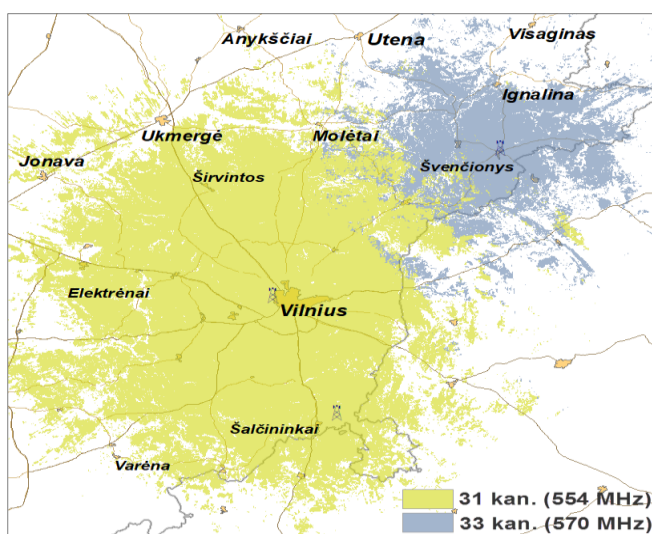 Visaginas
Anykščiai
Utena
Ignalina
Ukmergė
Molėtai
Jonava
Švenčionys
Širvintos
Elektrėnai
Vilnius
Šalčininkai
Varėna
31 kan. (554 MHz)
33 kan. (570 MHz)